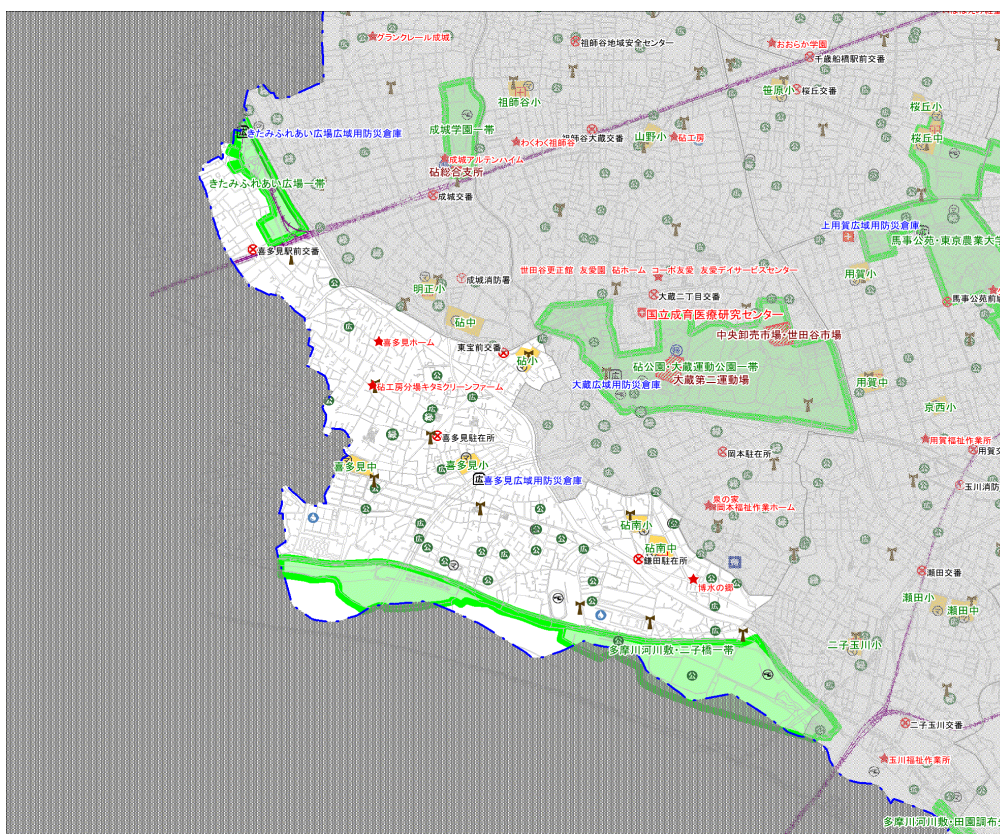 グランクレール成城
祖師谷地域安全センター
おおらか学園
千歳船橋駅前交番
祖師谷小
笹原小
桜丘交番
桜丘小
桜丘中
きたみふれあい広場広域用防災倉庫
成城学園一帯
わくわく祖師谷
祖師谷大蔵交番
山野小
砧工房
成城アルテンハイム
砧総合支所
きたみふれあい広場一帯
成城交番
上用賀広域用防災倉庫
馬事公苑・東京農業大学
喜多見駅前交番
世田谷更正館 友愛園 砧ホーム コーポ友愛 友愛デイサービスセンター
用賀小
成城消防署
明正小
大蔵二丁目交番
馬事公苑前
国立成育医療研究センター
砧中
中央卸売市場・世田谷市場
喜多見ホーム
東宝前交番
砧小
砧公園・大蔵運動公園一帯
大蔵第二運動場
大蔵広域用防災倉庫
用賀中
砧工房分場キタミクリーンファーム
京西小
喜多見駐在所
用賀福祉作業所
用賀交
岡本駐在所
喜多見中
喜多見小
喜多見広域用防災倉庫
玉川消防
泉の家
岡本福祉作業ホーム
砧南小
砧南中
鎌田駐在所
瀬田交番
博水の郷
瀬田小
瀬田中
二子玉川小
多摩川河川敷・二子橋一帯
二子玉川交番
玉川福祉作業所
多摩川河川敷・田園調布